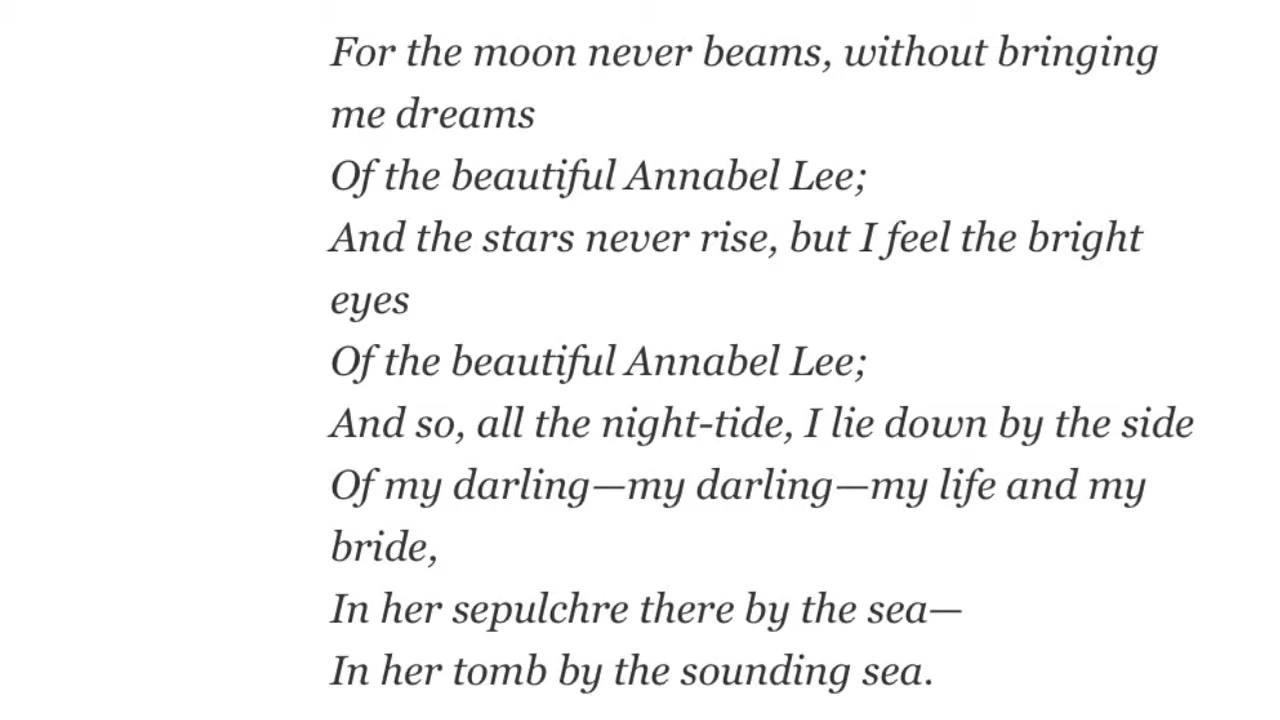 For the moon never beams, without bringing
me dreams
Of the beautiful Annabel Lee;
And the stars never rise, but I feel the bright
eyes
Of the beautiful Annabel Lee;
And so, all the night-tide, I lie down by the side
Of my darling—my darling—my life and my
bride,
In her sepulchre there by the sea—
In her tomb by the sounding sea.